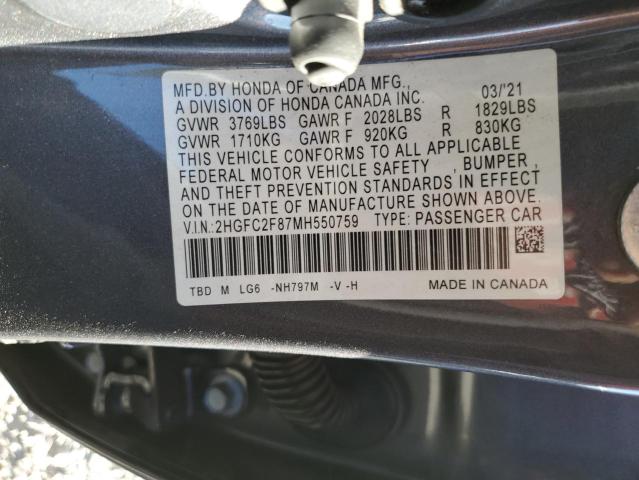 MFD.BY HONDA OF CANADA MFG., 03/'21
A DIVISION OF HONDA CANADA INC.
GVWR 3769LBS GAWR F 2028LBS R 1829LBS
GVWR 1710KG GAWR F 920KG R 830KG
THIS VEHICLE CONFORMS TO ALL APPLICABLE
FEDERAL MOTOR VEHICLE SAFETY , BUMPER,
AND THEFT PREVENTION STANDARDS IN EFFECT
ON THE DATE OF MANUFACTURE SHOWN ABOVE.
V.I.N.:2HGFC2F87MH550759 TYPE: PASSENGER CAR
TBD M LG6 -NH797M -V -H MADE IN CANADA